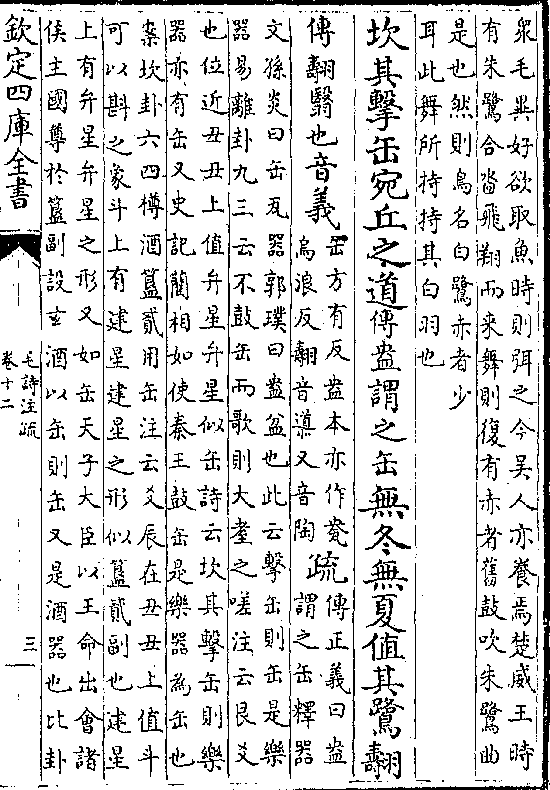 衆毛異好欲取魚時則弭之今吳人亦養焉楚威王時
有朱鷺合沓飛翔而來舞則復有赤者舊鼓吹朱鷺曲
是也然則鳥名白鷺赤者少
耳此舞所持持其白羽也
坎其擊缶宛丘之道傳盎謂之缶無冬無夏值其鷺翿
傳翿翳也音義缶方有反盎本亦作㼜
烏浪反翿音導又音陶疏傳正義曰盎
謂之缶釋器
文孫炎曰缶瓦器郭璞曰盎盆也此云擊缶則缶是樂
器易離卦九三云不鼓缶而歌則大耋之嗟注云艮爻
也位近丑丑上值弁星弁星似缶詩云坎其擊缶則樂
器亦有缶又史記藺相如使秦王鼓缶是樂器為缶也
案坎卦六四樽酒簋貳用缶注云爻辰在丑丑上值斗
可以斟之象斗上有建星建星之形似簋貳副也建星
上有弁星弁星之形又如缶天子大臣以王命出會諸
侯主國尊於簋副設玄酒以缶則缶又是酒器也比卦
欽定四庫全書
毛詩注疏
卷十二
三